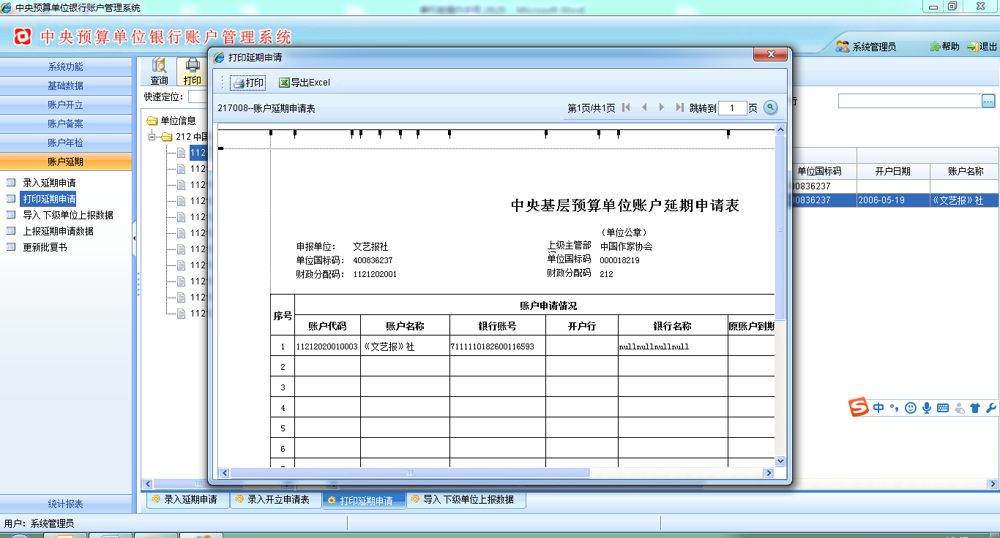 中央预算单位银行账户管理系统
中央预算单位银行账户管理系统
系统管理员 帮助 退出
打印延期申请
系统功能
基础数据
账户开立
账户备案
账户年检
账户延期
录入延期申请
打印延期申请
导入下级单位上报数据
上报延期申请数据
更新批复书
统计报表
查询 打印
快速定位：
单位信息
212 中国
112
112
112
112
112
112
112
112
112
112
112
打印 导出Excel
217008--账户延期申请表
第1页/共1页 跳转到 1 页
中央基层预算单位账户延期申请表
（单位公章）
申报单位： 文艺报社 上级主管部 中国作家协会
单位国标码： 400836237 单位国标码 000018219
财政分配码： 1121202001 财政分配码 212
序号 账户申请情况
账户代码 账户名称 银行账号 开户行 银行名称 原账户到期
1 11212020010003 《文艺报》社 7111110182600116593 nullnullnullnull
2
3
4
5
6
行
单位国标码 开户日期 账户名称
00836237
00836237 2006-05-19 《文艺报》社
中
录入延期申请 录入开立申请表 打印延期申请 导入下级单位上报数据
用户：系统管理员